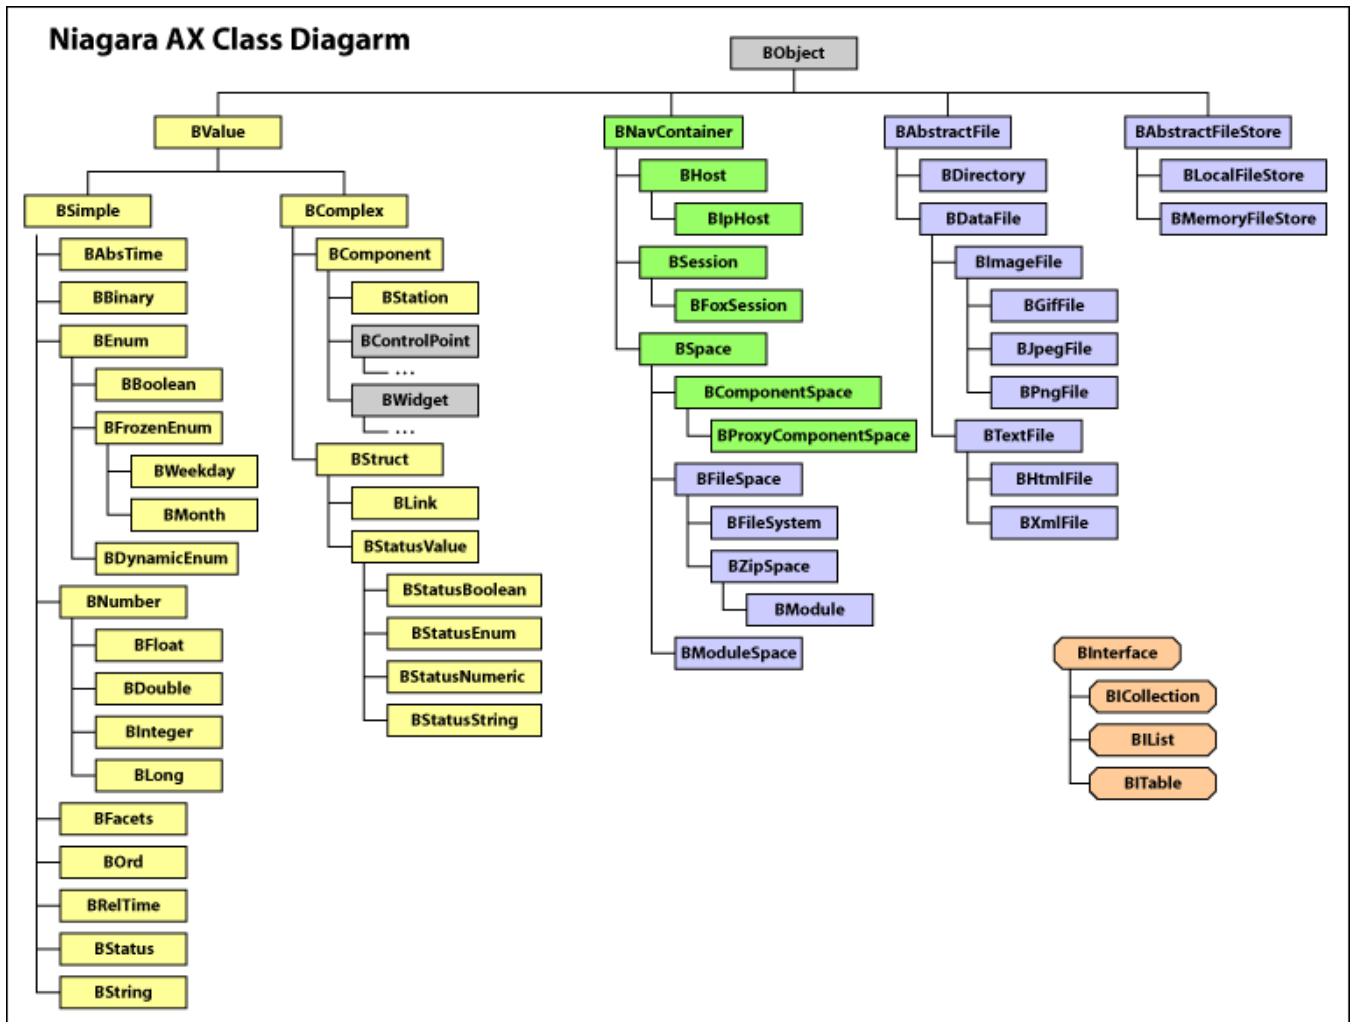 Niagara AX Class Diagarm
BObject
BValue
BNavContainer
BAbstractFile
BAbstractFileStore
BSimple
BAbsTime
BBinary
BEnum
BBoolean
BFrozenEnum
BWeekday
BMonth
BDynamicEnum
BNumber
BFloat
BDouble
BInteger
BLong
BFacets
BOrd
BRelTime
BStatus
BString
BComplex
BComponent
BStation
BControlPoint
...
BWidget
...
BStruct
BLink
BStatusValue
BStatusBoolean
BStatusEnum
BStatusNumeric
BStatusString
BHost
BIpHost
BSession
BFoxSession
BSpace
BComponentSpace
BProxyComponentSpace
BFileSpace
BFileSystem
BZipSpace
BModule
BModuleSpace
BDirectory
BDataFile
BImageFile
BGifFile
BJpegFile
BPngFile
BTextFile
BHtmlFile
BXmlFile
BLocalFileStore
BMemoryFileStore
BInterface
BICollection
BIList
BITable